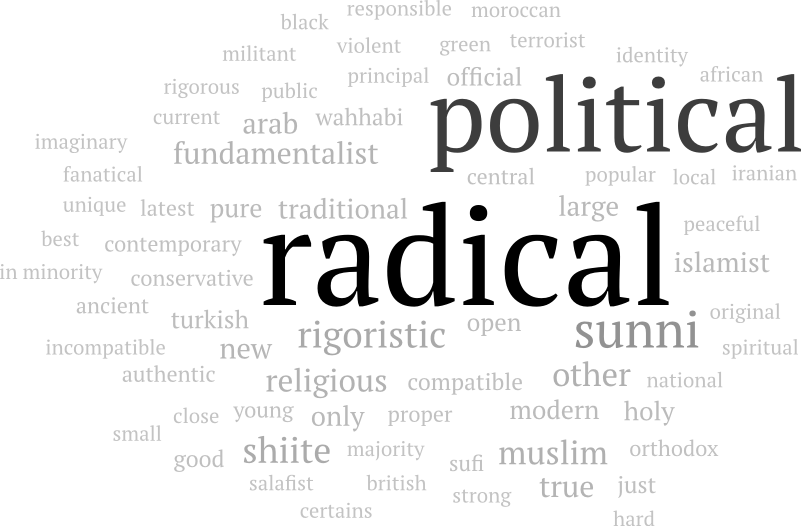 responsible moroccan
black
militant violent green terrorist
identity
rigorous public principal official african
current arab wahhabi political
imaginary fundamentalist
fanatical central popular local iranian
unique latest pure traditional large
peaceful
best contemporary radical
in minority conservative islamist
ancient
turkish rigoristic open sunni original
incompatible new spiritual
authentic religious compatible other national
close young only proper modern holy
small
good shiite majority sufi muslim orthodox
salafist british strong true just
certains hard